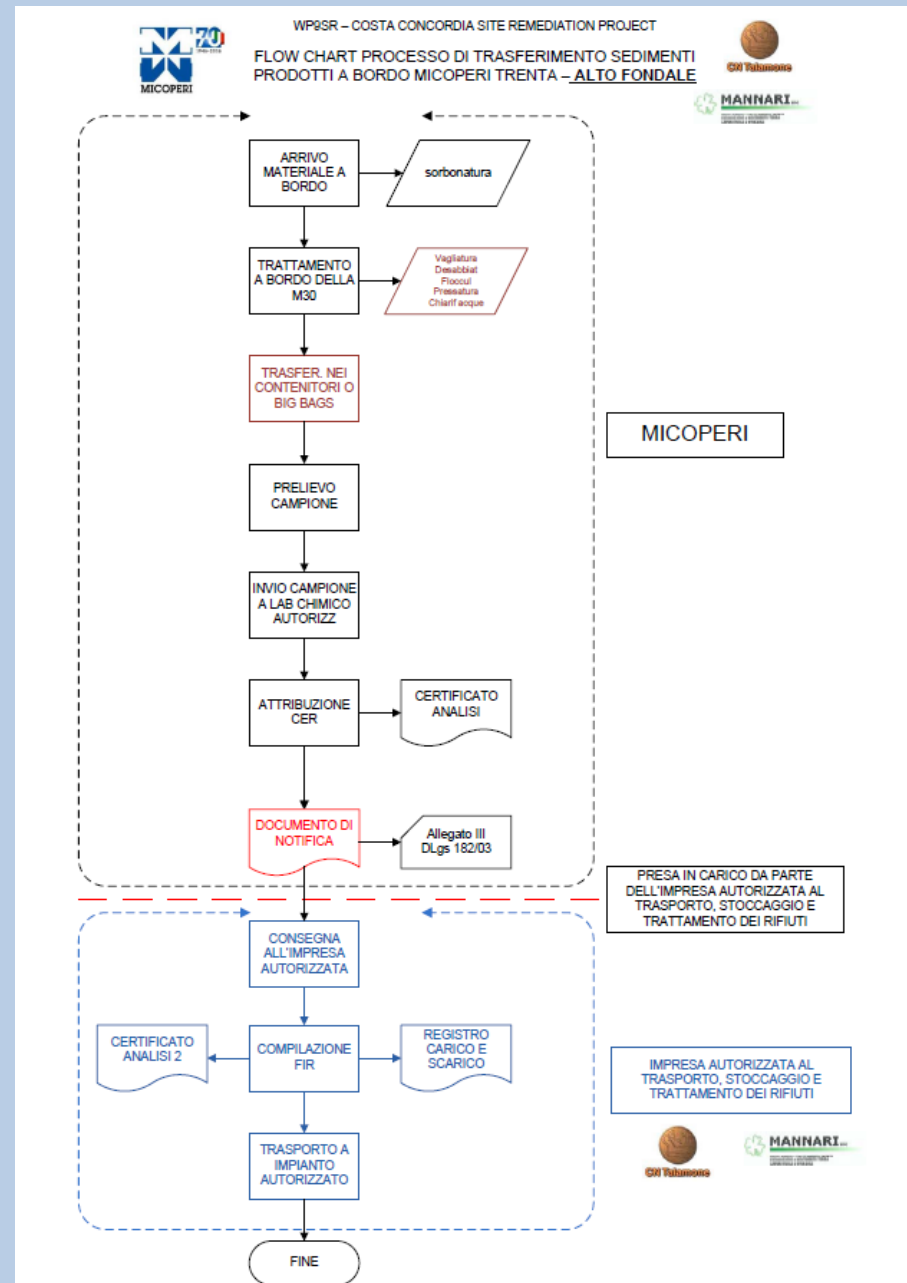 WP9SR – COSTA CONCORDIA SITE REMEDIATION PROJECT
FLOW CHART PROCESSO DI TRASFERIMENTO SEDIMENTI
PRODOTTI A BORDO MICOPERI TRENTA – ALTO FONDALE
70
MICOPERI
CN Talamone
MANNARI
ARRIVO
MATERIALE A
BORDO
sorbonatura
TRATTAMENTO
A BORDO DELLA
M30
Vagliatura
Desabbiat
Floccul
Pressatura
Chiarif acque
TRASFER. NEI
CONTENITORI O
BIG BAGS
MICOPERI
PRELIEVO
CAMPIONE
INVIO CAMPIONE
A LAB CHIMICO
AUTORIZZ
ATTRIBUZIONE
CER
CERTIFICATO
ANALISI
DOCUMENTO DI
NOTIFICA
Allegato III
DLgs 182/03
PRESA IN CARICO DA PARTE
DELL'IMPRESA AUTORIZZATA AL
TRASPORTO, STOCCAGGIO E
TRATTAMENTO DEI RIFIUTI
CONSEGNA
ALL'IMPRESA
AUTORIZZATA
CERTIFICATO
ANALISI 2
COMPILAZIONE
FIR
REGISTRO
CARICO E
SCARICO
IMPRESA AUTORIZZATA AL
TRASPORTO, STOCCAGGIO E
TRATTAMENTO DEI RIFIUTI
TRASPORTO A
IMPIANTO
AUTORIZZATO
CN Talamone
MANNARI
FINE